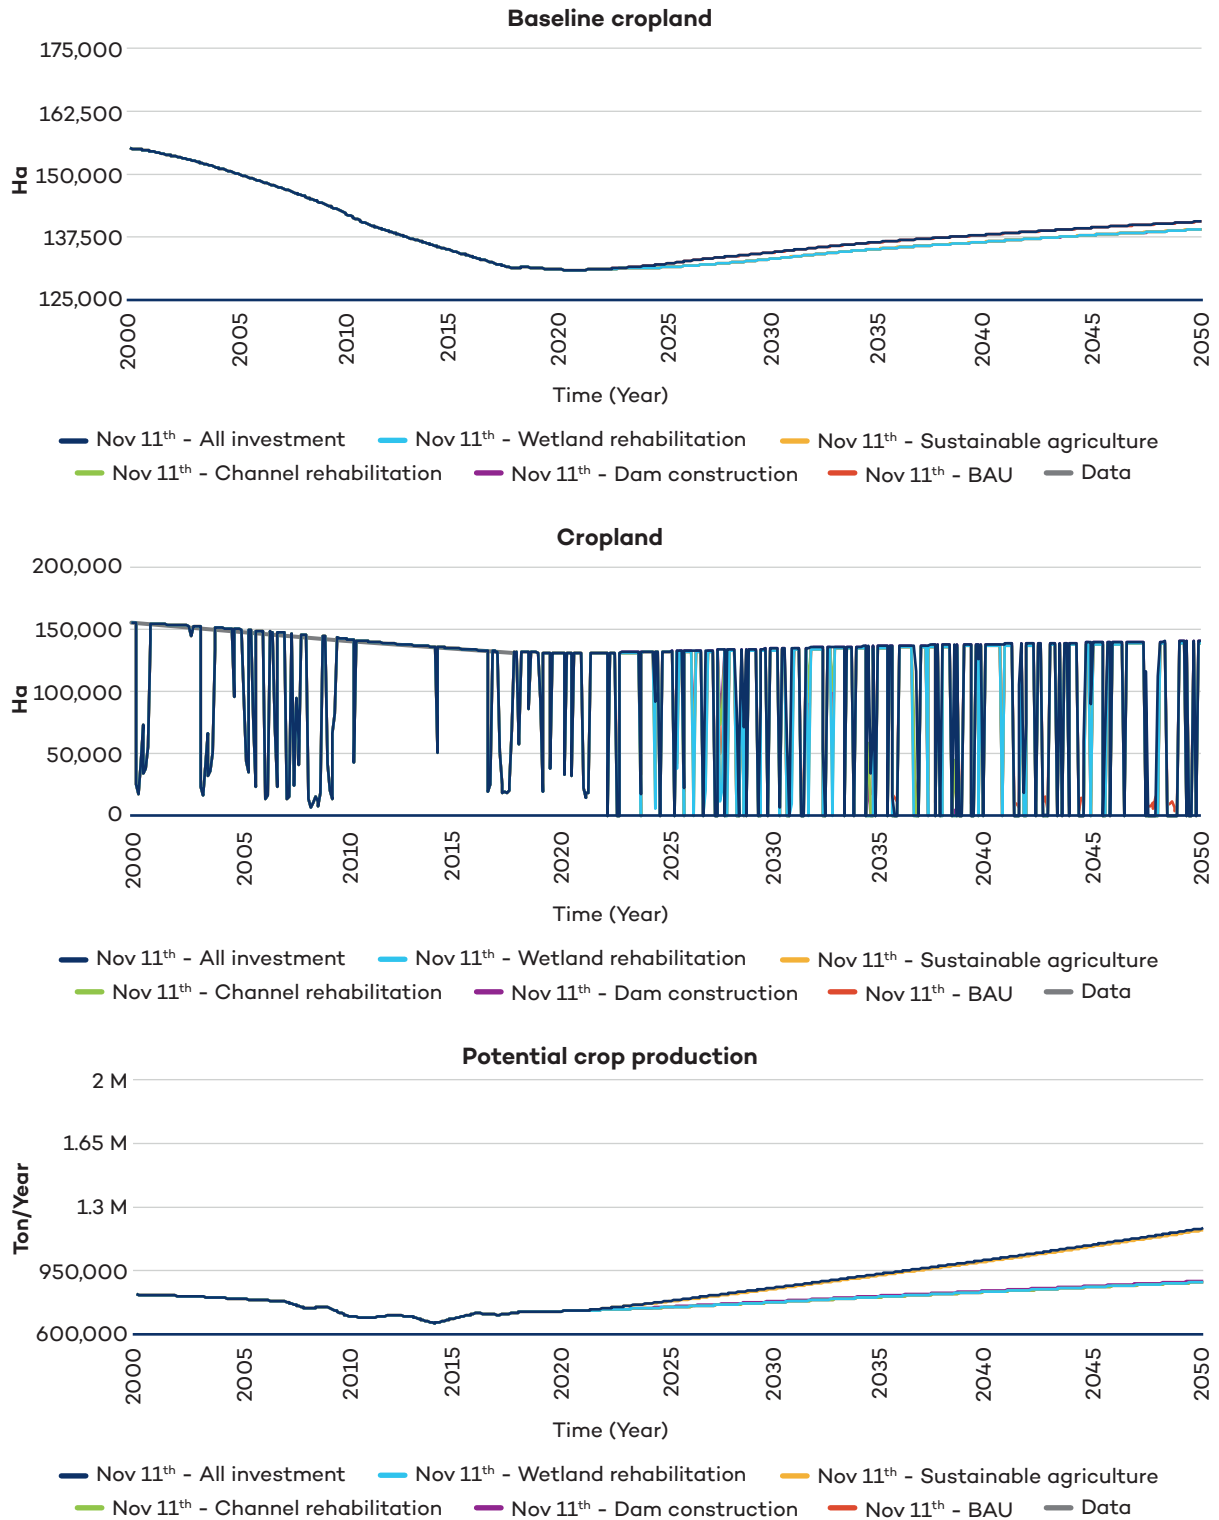 Baseline cropland
175,000
162,500
150,000
137,500
125,000
Ha
2000 2005 2010 2015 2020 2025 2030 2035 2040 2045 2050
Time (Year)
Nov 11th - All investment Nov 11th - Wetland rehabilitation Nov 11th - Sustainable agriculture
Nov 11th - Channel rehabilitation Nov 11th - Dam construction Nov 11th - BAU Data
Cropland
200,000
150,000
100,000
50,000
0
Ha
2000 2005 2010 2015 2020 2025 2030 2035 2040 2045 2050
Time (Year)
Nov 11th - All investment Nov 11th - Wetland rehabilitation Nov 11th - Sustainable agriculture
Nov 11th - Channel rehabilitation Nov 11th - Dam construction Nov 11th - BAU Data
Potential crop production
2 M
1.65 M
1.3 M
950,000
600,000
Ton/Year
2000 2005 2010 2015 2020 2025 2030 2035 2040 2045 2050
Time (Year)
Nov 11th - All investment Nov 11th - Wetland rehabilitation Nov 11th - Sustainable agriculture
Nov 11th - Channel rehabilitation Nov 11th - Dam construction Nov 11th - BAU Data